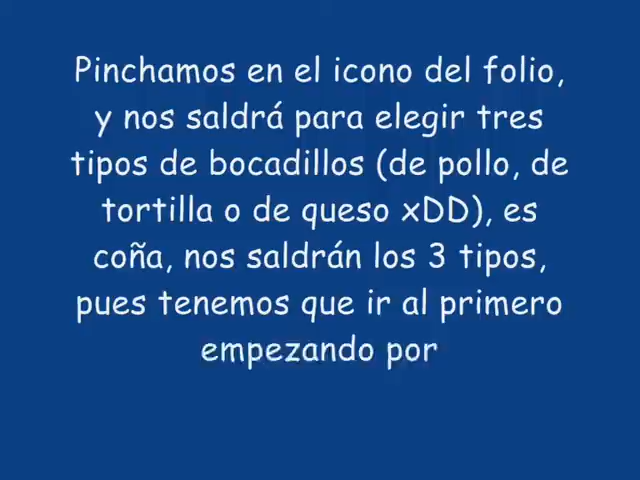 Pinchamos en el icono del folio,
y nos saldrá para elegir tres
tipos de bocadillos (de pollo, de
tortilla o de queso xDD), es
coña, nos saldrán los 3 tipos,
pues tenemos que ir al primero
empezando por